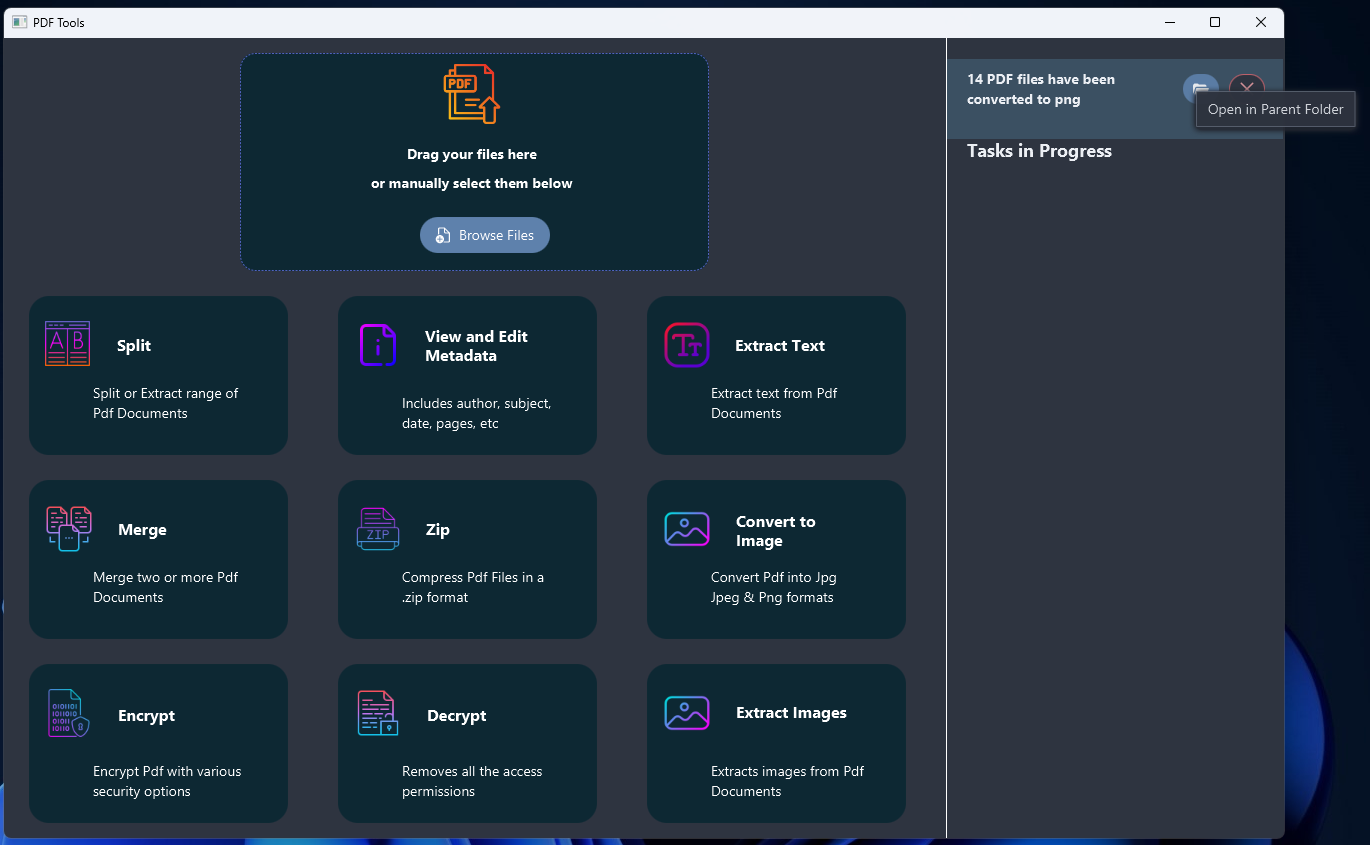 PDF Tools
PDF
Drag your files here
or manually select them below
Browse Files
14 PDF files have been
converted to png
Open in Parent Folder
Tasks in Progress
A B
Split
Split or Extract range of
Pdf Documents
i
View and Edit
Metadata
Includes author, subject,
date, pages, etc
TT
Extract Text
Extract text from Pdf
Documents
Merge
Merge two or more Pdf
Documents
ZIP
Zip
Compress Pdf Files in a
.zip format
Convert to
Image
Convert Pdf into Jpg
Jpeg & Png formats
Encrypt
Encrypt Pdf with various
security options
Decrypt
Removes all the access
permissions
Extract Images
Extracts images from Pdf
Documents